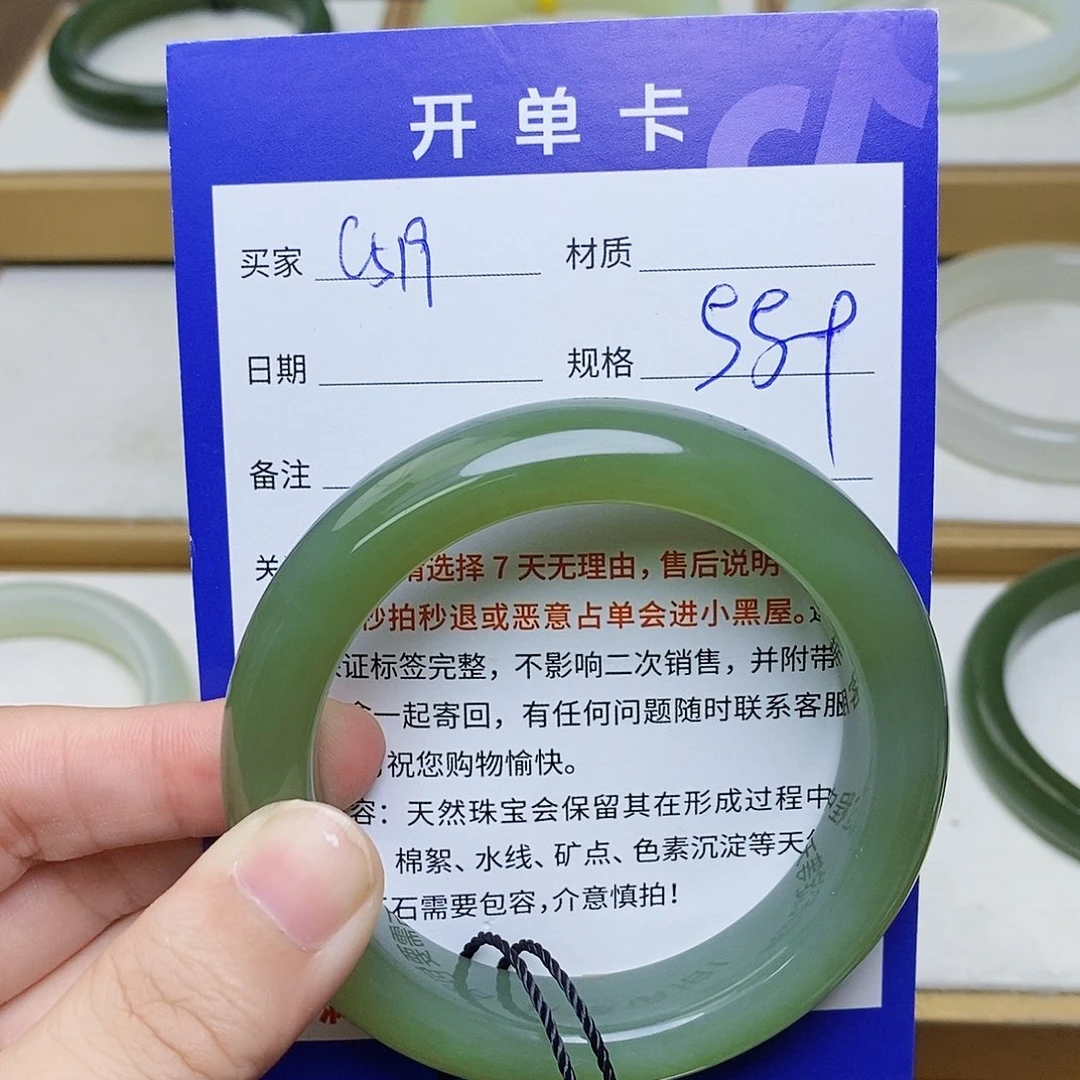 开单卡
买家 材质
日期 规格
备注
关 请选择7天无理由，售后说明
秒拍秒退或恶意占单会进小黑屋。
证标签完整，不影响二次销售，并附带
一起寄回，有任何问题随时联系客服
祝您购物愉快。
容：天然珠宝会保留其在形成过程中
棉絮、水线、矿点、色素沉淀等天
石需要包容，介意慎拍！